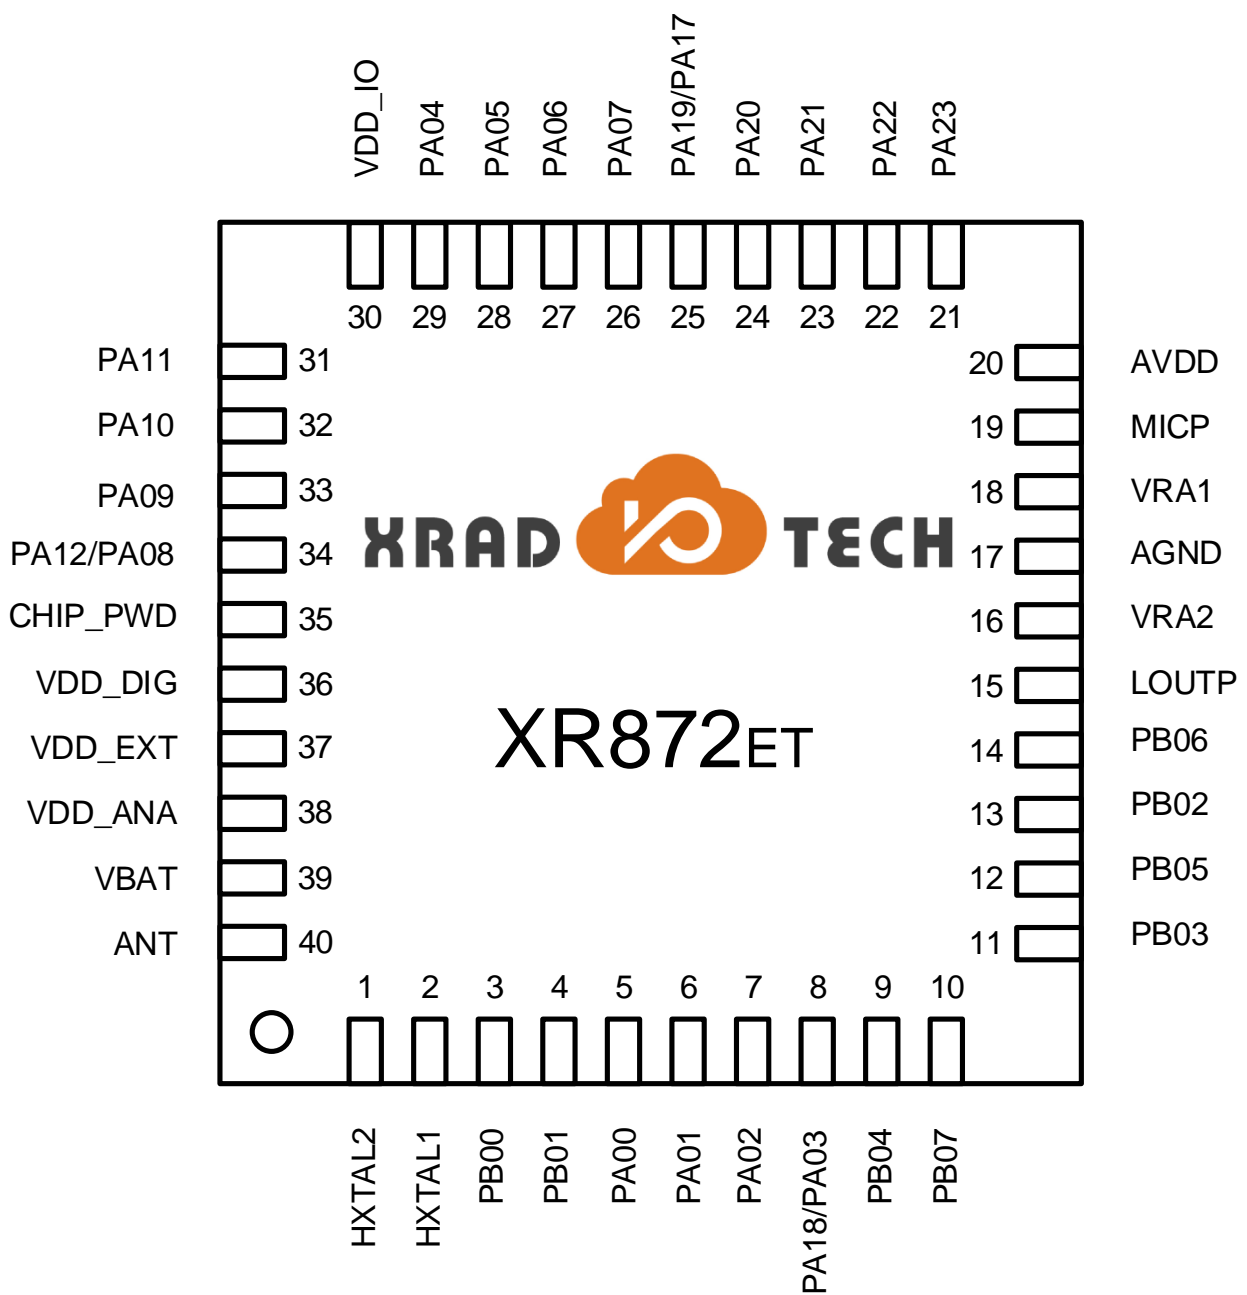 VDD_IO
PA04
PA05
PA06
PA07
PA19/PA17
PA20
PA21
PA22
PA23
30 29 28 27 26 25 24 23 22 21
PA11 31
PA10 32
PA09 33
PA12/PA08 34
CHIP_PWD 35
VDD_DIG 36
VDD_EXT 37
VDD_ANA 38
VBAT 39
ANT 40
XRAD TECH
XR872ET
20 AVDD
19 MICP
18 VRA1
17 AGND
16 VRA2
15 LOUTP
14 PB06
13 PB02
12 PB05
11 PB03
1 2 3 4 5 6 7 8 9 10
HXTAL2
HXTAL1
PB00
PB01
PA00
PA01
PA02
PA18/PA03
PB04
PB07